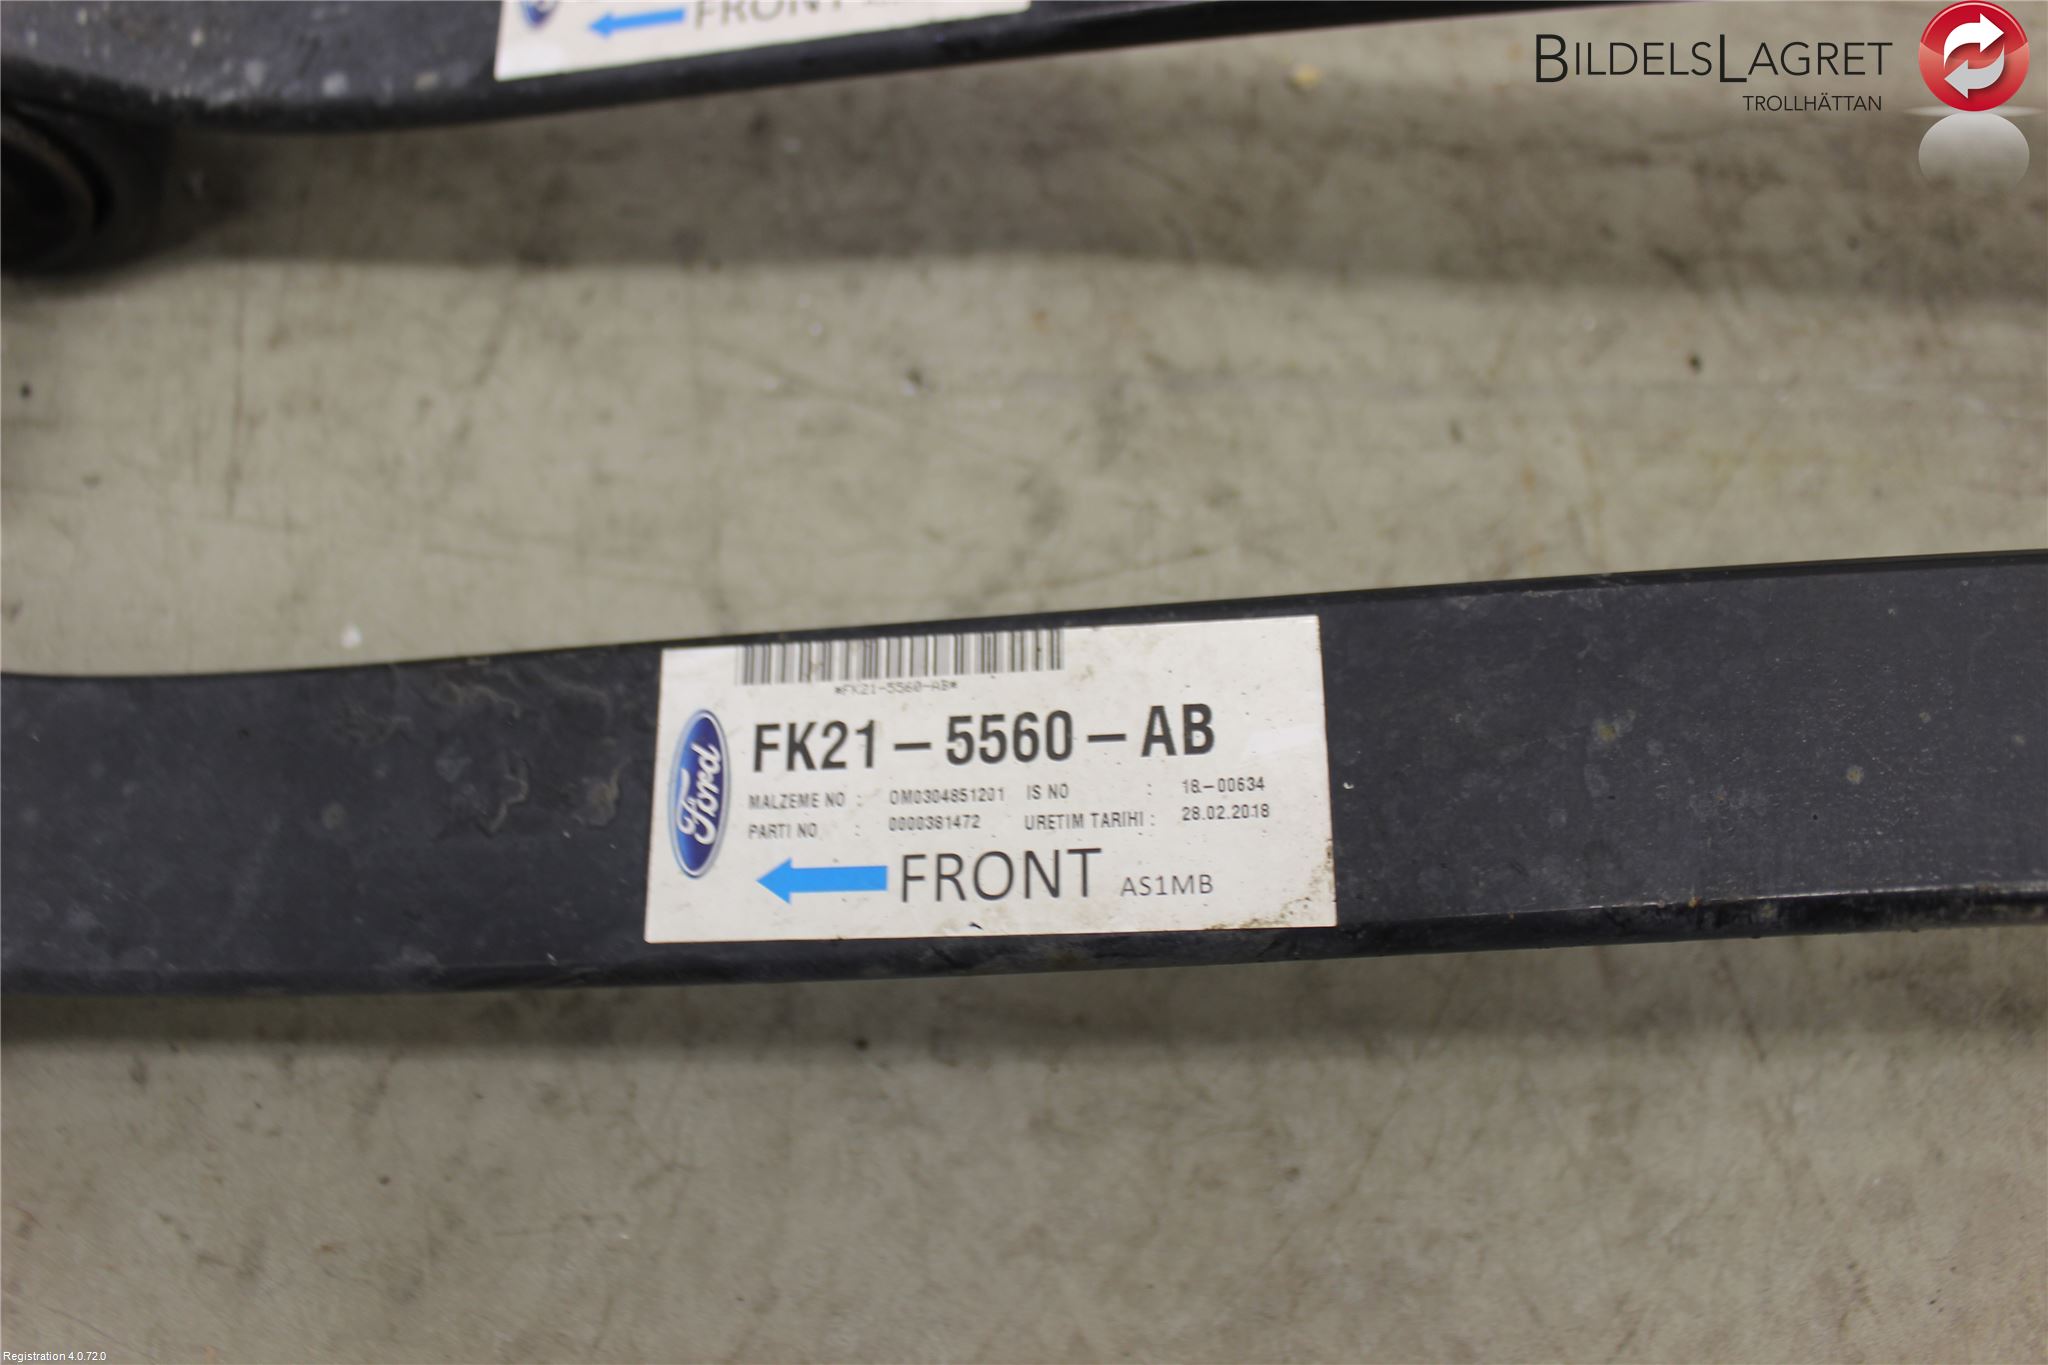 FRONT
BILDELSLAGRET
TROLLHÄTTAN
*FK21-5560-AB*
Ford
FK21-5560-AB
MALZEME NO : 0M0304851201 IS NO : 18.-00634
PARTI NO : 0000381472 URETIM TARIHI : 28.02.2018
FRONT AS1MB
Registration 4.0.72.0